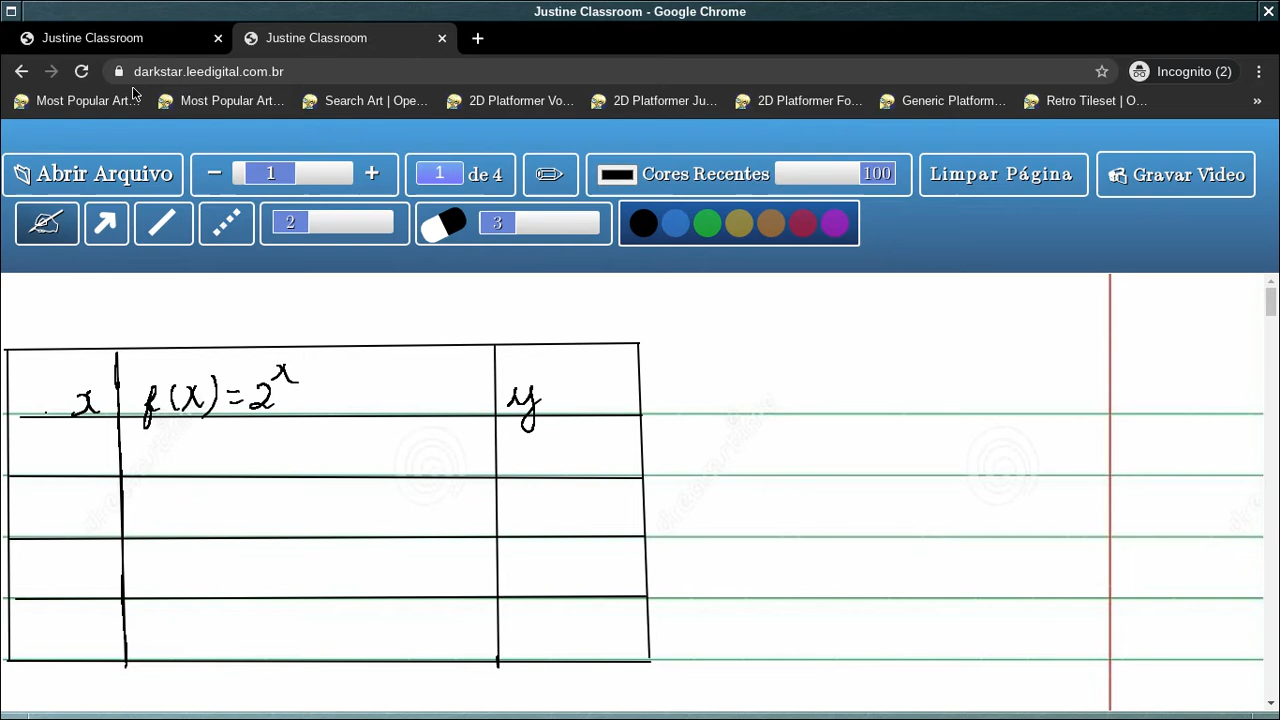 Justine Classroom - Google Chrome
Justine Classroom Justine Classroom
darkstar.leedigital.com.br Incognito (2)
Most Popular Art... Most Popular Art... Search Art | Ope... 2D Platformer Vo... 2D Platformer Ju... 2D Platformer Fo... Generic Platform... Retro Tileset | O...
Abrir Arquivo − 1 + 1 de 4 Cores Recentes 100 Limpar Página Gravar Video
2 3
x f(x)=2^x y
dreamstime